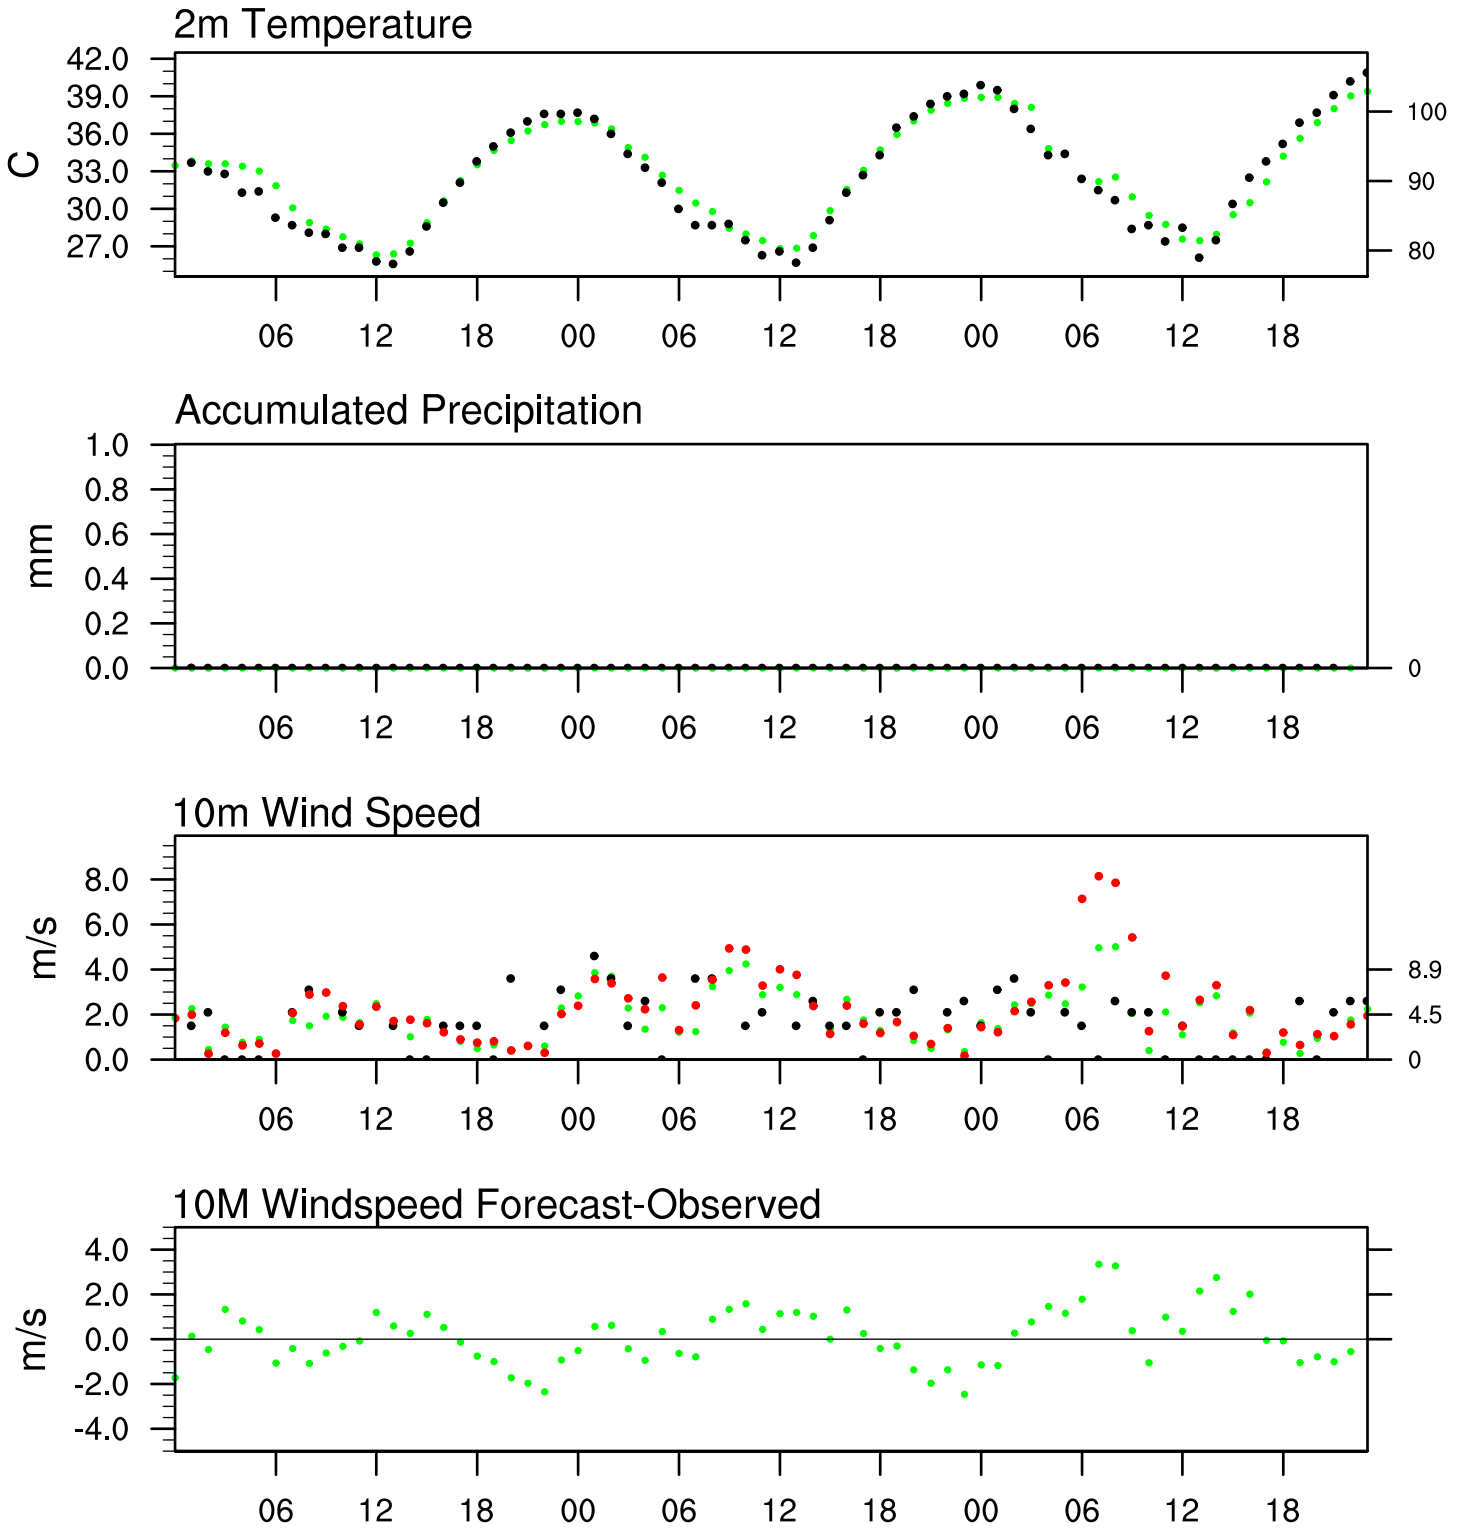 2m Temperature
42.0
39.0
36.0
33.0
30.0
27.0
C
100
90
80
06 12 18 00 06 12 18 00 06 12 18
Accumulated Precipitation
1.0
0.8
0.6
0.4
0.2
0.0
mm
0
06 12 18 00 06 12 18 00 06 12 18
10m Wind Speed
8.0
6.0
4.0
2.0
0.0
m/s
8.9
4.5
0
06 12 18 00 06 12 18 00 06 12 18
10M Windspeed Forecast-Observed
4.0
2.0
0.0
-2.0
-4.0
m/s
06 12 18 00 06 12 18 00 06 12 18